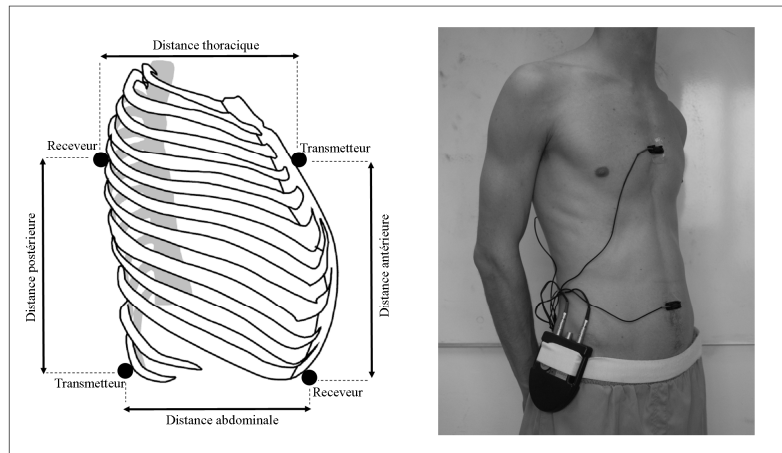 Distance thoracique
Receveur
Transmetteur
Distance postérieure
Distance antérieure
Transmetteur
Receveur
Distance abdominale